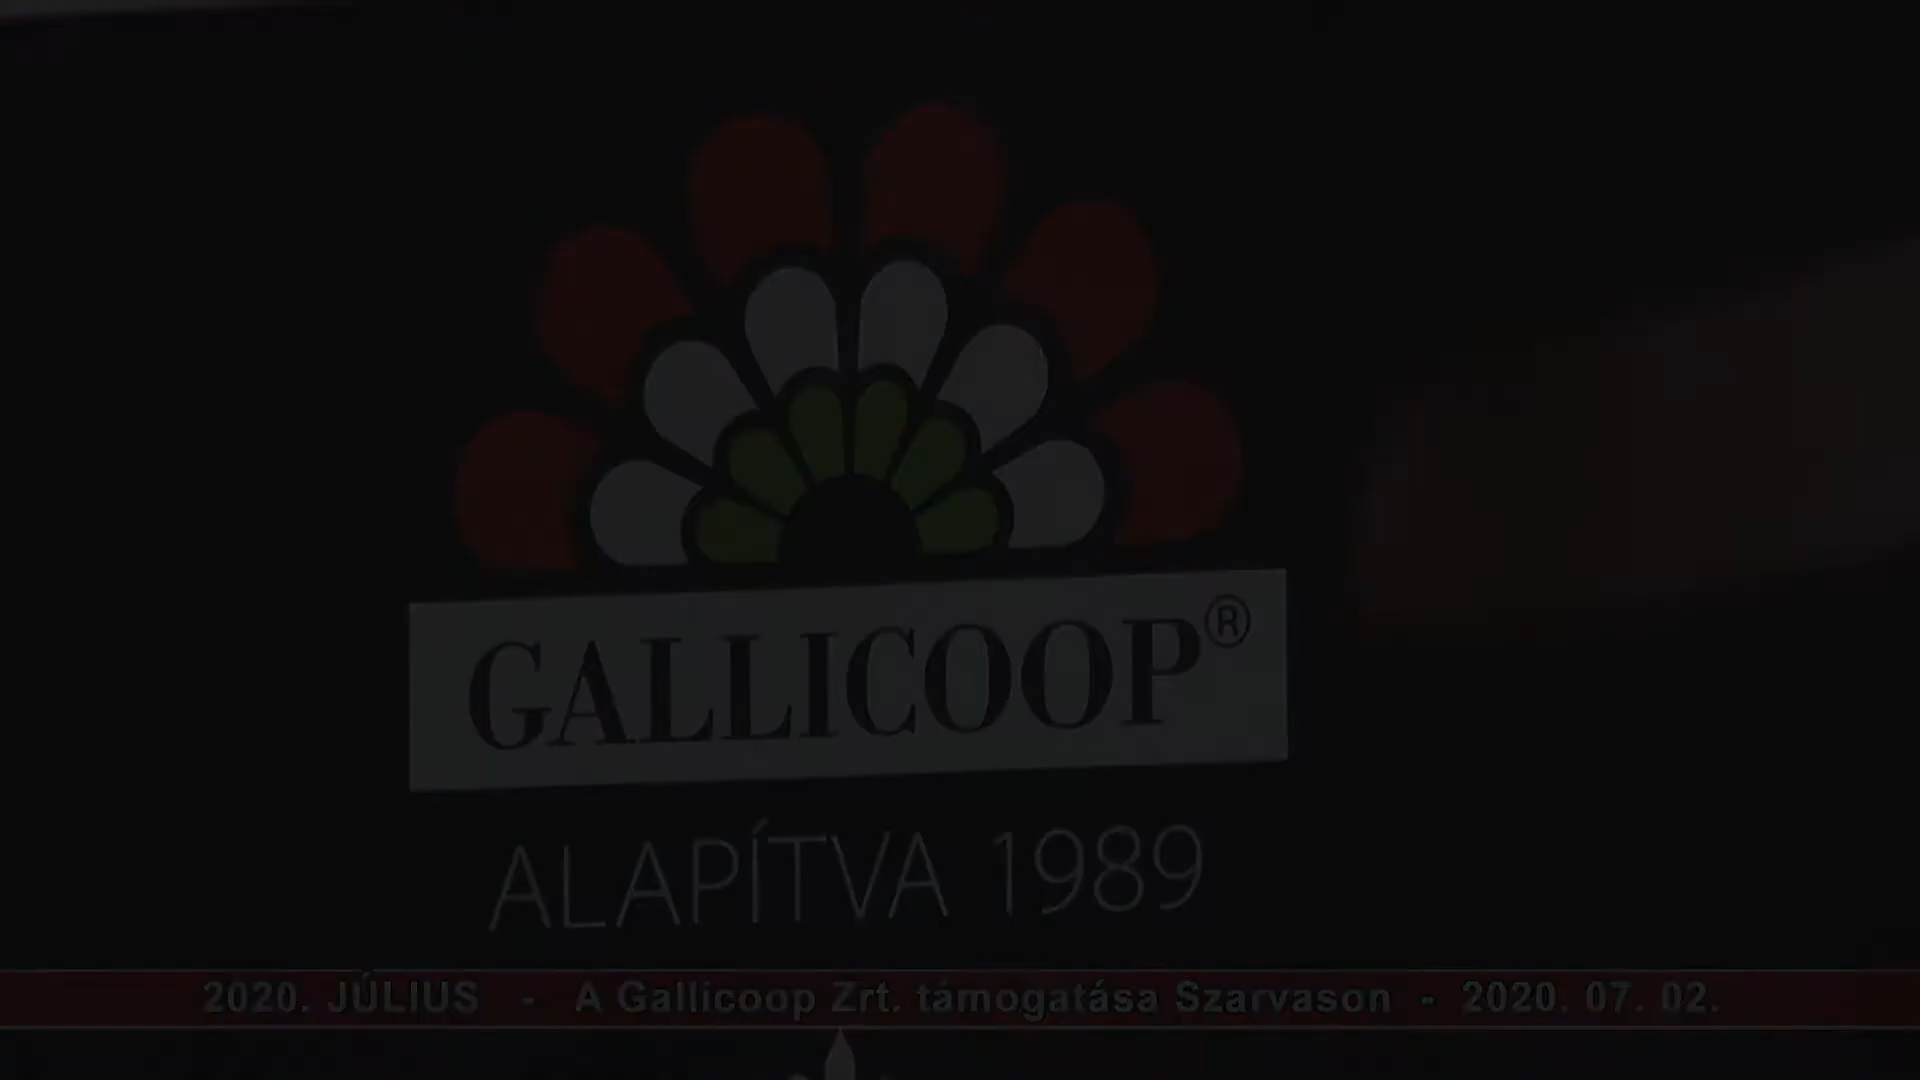 GALLICOOP®
ALAPÍTVA 1989
2020. JÚLIUS - A Gallicoop Zrt. támogatása Szarvason - 2020. 07. 02.